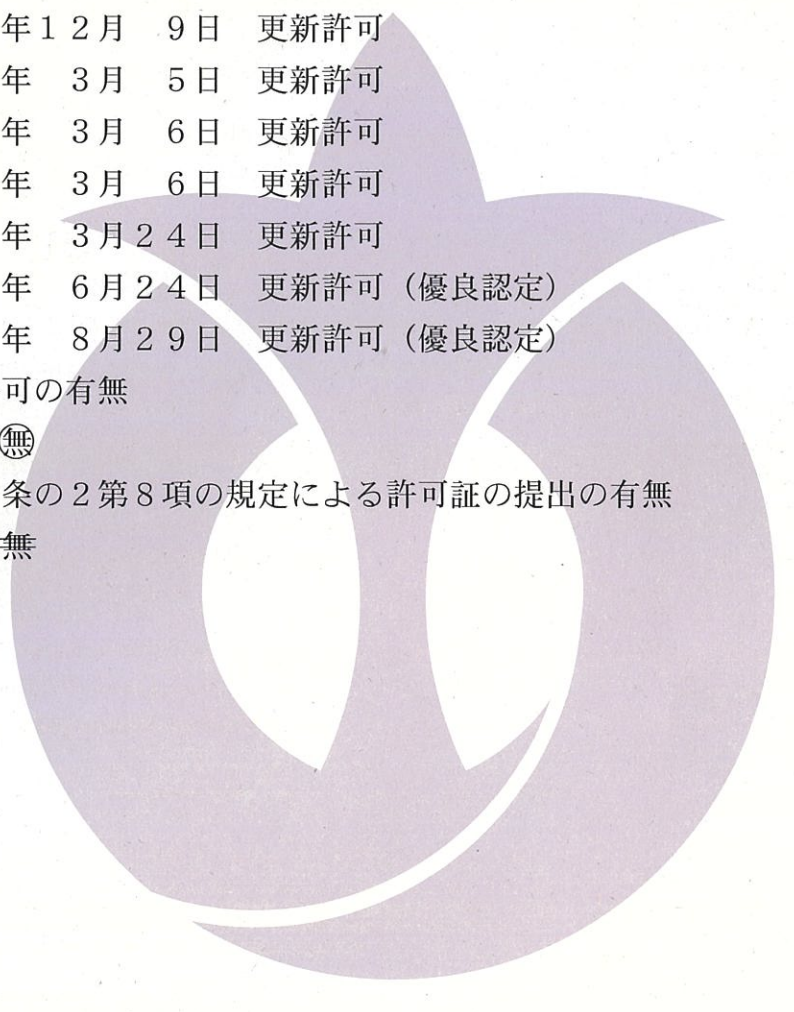 年１２月　９日　更新許可
年　３月　５日　更新許可
年　３月　６日　更新許可
年　３月　６日　更新許可
年　３月２４日　更新許可
年　６月２４日　更新許可（優良認定）
年　８月２９日　更新許可（優良認定）
可の有無
無
条の２第８項の規定による許可証の提出の有無
無